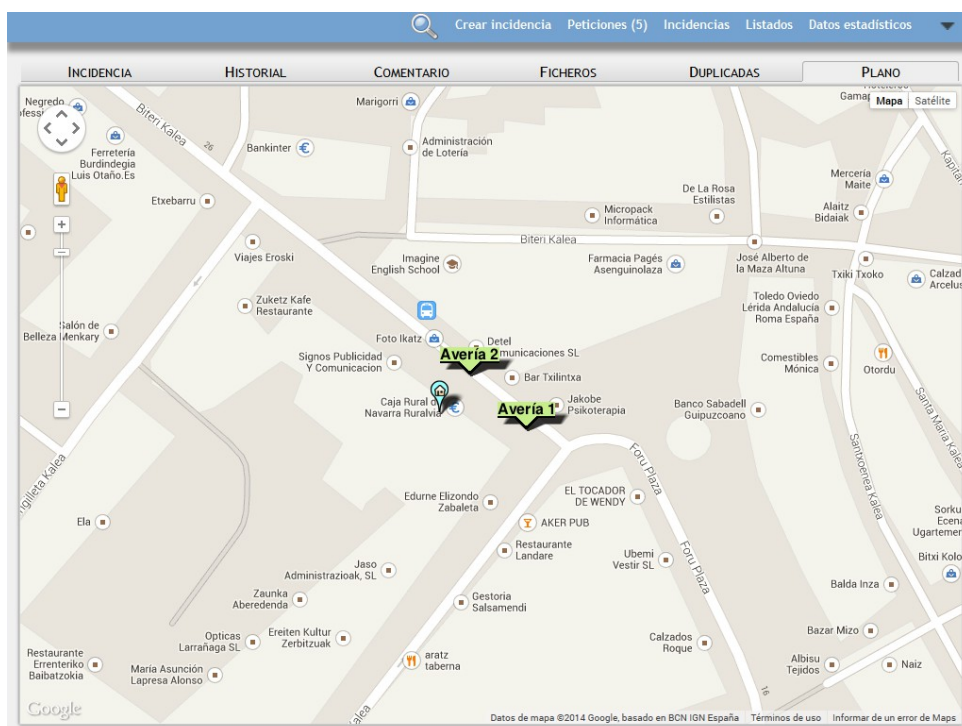 Crear incidencia Peticiones (5) Incidencias Listados Datos estadísticos
INCIDENCIA HISTORIAL COMENTARIO FICHEROS DUPLICADAS PLANO
Mapa Satélite
Negredo
Marigorri
Biteri Kalea
26
Ferretería
Burdindegia
Luis Otaño.Es
Bankinter
Administración
de Lotería
Merceria
Maite
De La Rosa
Estilistas
Etxebarru
Micropack
Informática
Alaitz
Bidaiak
Biteri Kalea
Viajes Eroski
Imagine
English School
Farmacia Pagés
Asenguinolaza
José Alberto de
la Maza Altuna
Txiki Txoko
Zuketz Kafe
Restaurante
Toledo Oviedo
Lérida Andalucía
Roma España
Salón de
Belleza Menkary
Foto Ikatz
Detel
Signos Publicidad
Y Comunicacion
Avería 2
Comestibles
Mónica
Otordu
Bar Txilintxa
Caja Rural
Navarra Ruralvia
Avería 1
Jakobe
Psikoterapia
Banco Sabadell
Guipuzcoano
Santa Maria Kalea
Foru Plaza
Santxoenea Kalea
Edurne Elizondo
Zabaleta
EL TOCADOR
DE WENDY
Ela
AKER PUB
Restaurante
Landare
Ubemi
Vestir SL
Foru Plaza
Jaso
Administrazioak, SL
Balda Inza
Zaunka
Aberedenda
Gestoria
Salsamendi
Opticas
Larrañaga SL
Ereiten Kultur
Zerbitzuak
Calzados
Roque
Bazar Mizo
Restaurante
Errenteriko
Baibatzokia
María Asunción
Lapresa Alonso
aratz
taberna
Albisu
Tejidos
Naiz
16
Google
Datos de mapa ©2014 Google, basado en BCN IGN España Términos de uso Informar de un error de Maps